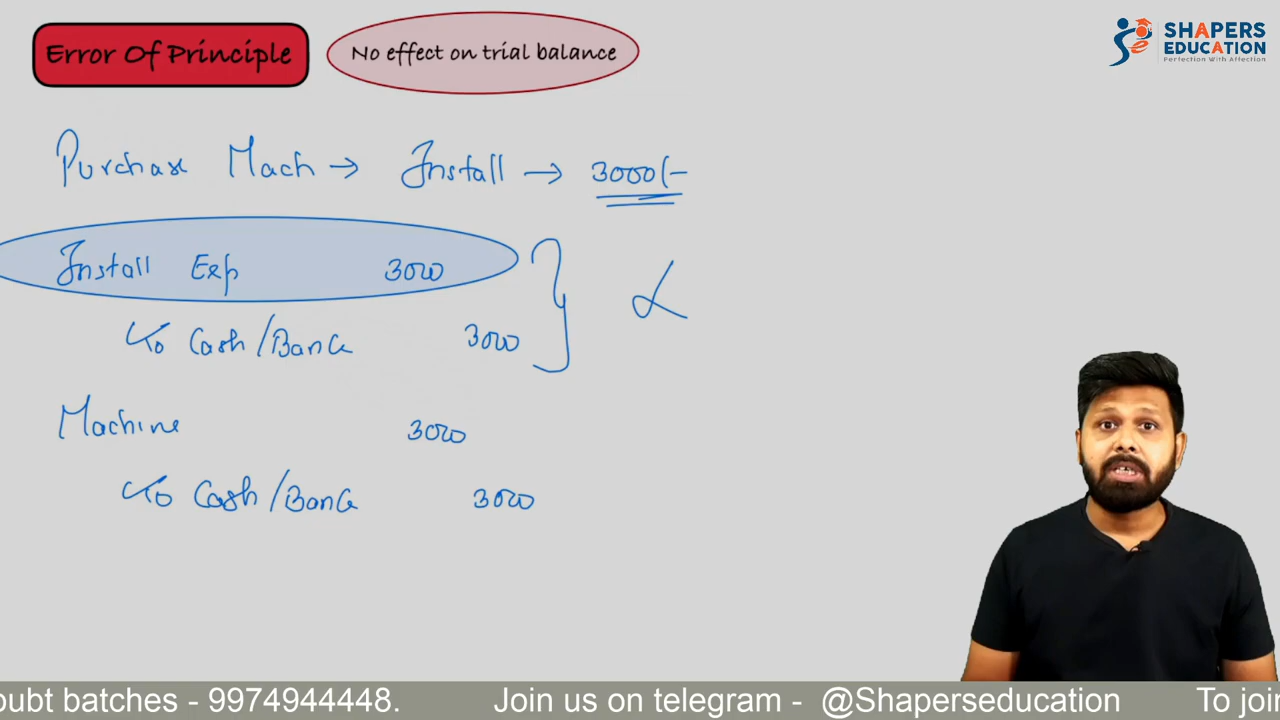 Error Of Principle
No effect on trial balance
SHAPERS
EDUCATION
Perfection With Affection
Purchase Mach → Install → 3000/-
Install Exp 3000
To Cash/Bank 3000
Machine 3000
To Cash/Bank 3000
oubt batches - 9974944448. Join us on telegram - @Shaperseducation To join